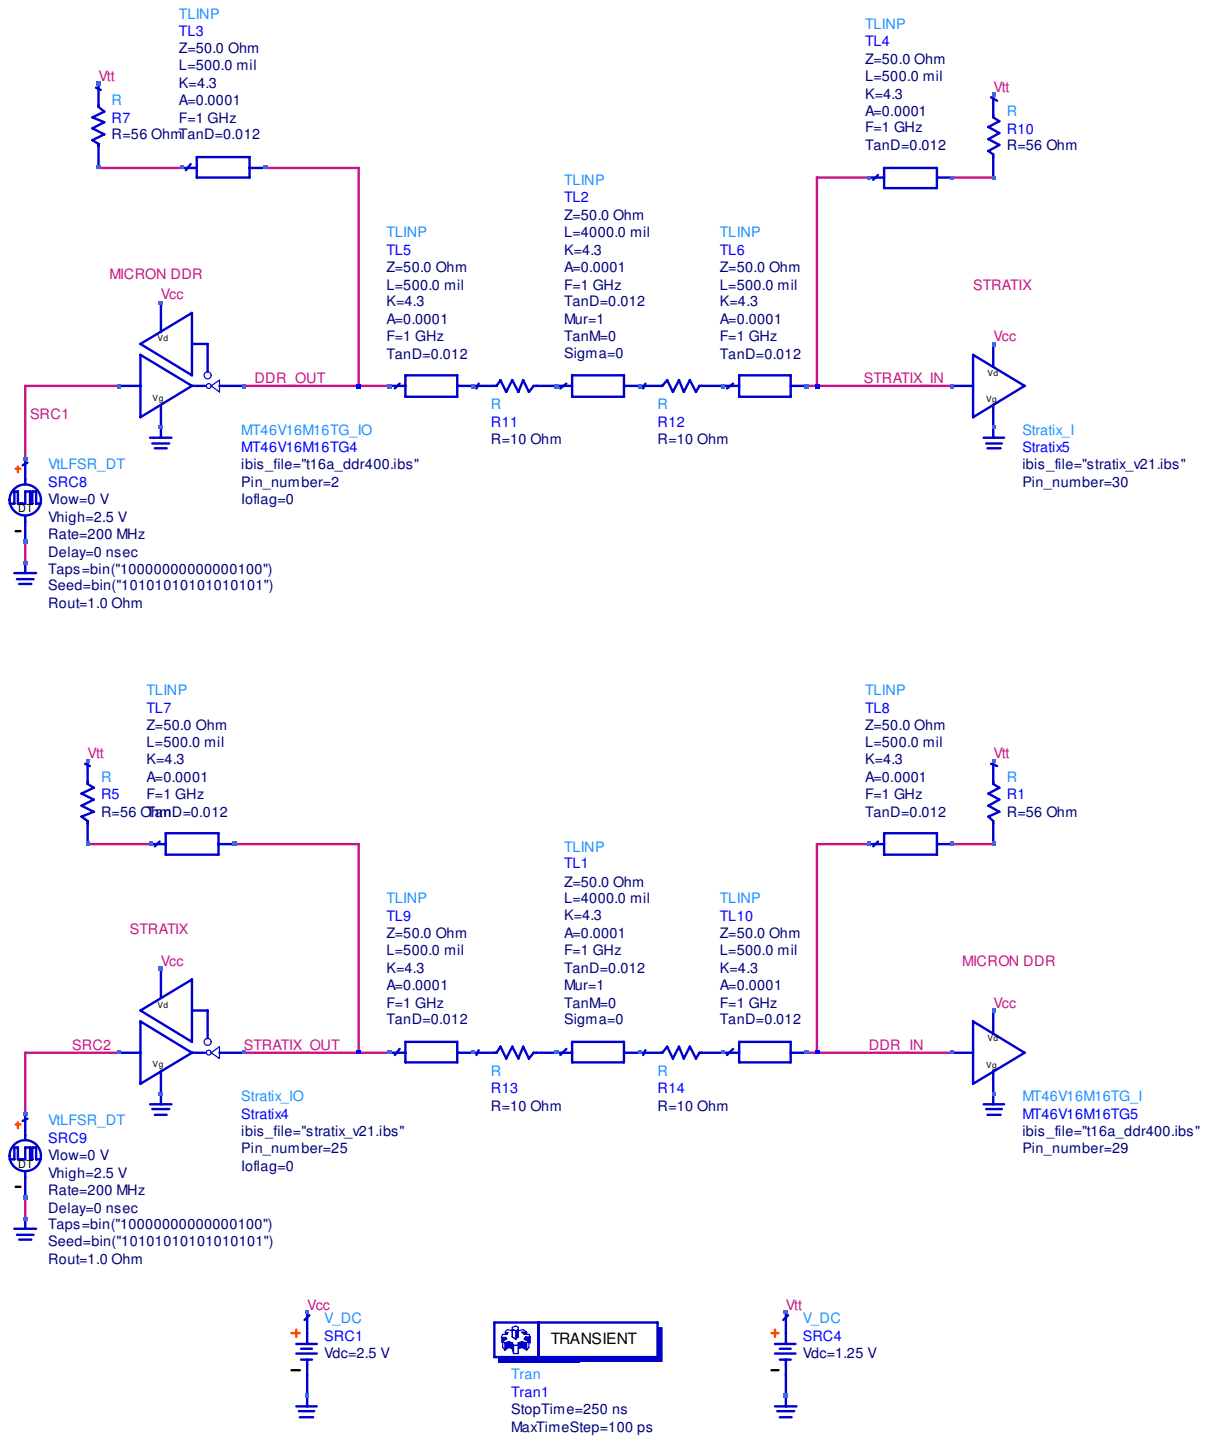 TLINP
TL3
Z=50.0 Ohm
L=500.0 mil
K=4.3
A=0.0001
F=1 GHz
TanD=0.012
Vtt
R
R7
R=56 Ohm
TLINP
TL4
Z=50.0 Ohm
L=500.0 mil
K=4.3
A=0.0001
F=1 GHz
TanD=0.012
Vtt
R
R10
R=56 Ohm
TLINP
TL2
Z=50.0 Ohm
L=4000.0 mil
K=4.3
A=0.0001
F=1 GHz
TanD=0.012
Mur=1
TanM=0
Sigma=0
TLINP
TL5
Z=50.0 Ohm
L=500.0 mil
K=4.3
A=0.0001
F=1 GHz
TanD=0.012
TLINP
TL6
Z=50.0 Ohm
L=500.0 mil
K=4.3
A=0.0001
F=1 GHz
TanD=0.012
MICRON DDR
Vcc
Vd
Vg
DDR_OUT
STRATIX
Vcc
Vd
Vg
STRATIX_IN
SRC1
R
R11
R=10 Ohm
R
R12
R=10 Ohm
MT46V16M16TG_IO
MT46V16M16TG4
ibis_file="t16a_ddr400.ibs"
Pin_number=2
Ioflag=0
Stratix_I
Stratix5
ibis_file="stratix_v21.ibs"
Pin_number=30
VtLFSR_DT
SRC8
Vlow=0 V
Vhigh=2.5 V
Rate=200 MHz
Delay=0 nsec
Taps=bin("10000000000000100")
Seed=bin("10101010101010101")
Rout=1.0 Ohm
DT
TLINP
TL7
Z=50.0 Ohm
L=500.0 mil
K=4.3
A=0.0001
F=1 GHz
TanD=0.012
Vtt
R
R5
R=56 Ohm
TLINP
TL8
Z=50.0 Ohm
L=500.0 mil
K=4.3
A=0.0001
F=1 GHz
TanD=0.012
Vtt
R
R1
R=56 Ohm
TLINP
TL1
Z=50.0 Ohm
L=4000.0 mil
K=4.3
A=0.0001
F=1 GHz
TanD=0.012
Mur=1
TanM=0
Sigma=0
TLINP
TL9
Z=50.0 Ohm
L=500.0 mil
K=4.3
A=0.0001
F=1 GHz
TanD=0.012
TLINP
TL10
Z=50.0 Ohm
L=500.0 mil
K=4.3
A=0.0001
F=1 GHz
TanD=0.012
STRATIX
Vcc
Vd
Vg
SRC2
STRATIX_OUT
MICRON DDR
Vcc
Vd
Vg
DDR_IN
R
R13
R=10 Ohm
R
R14
R=10 Ohm
Stratix_IO
Stratix4
ibis_file="stratix_v21.ibs"
Pin_number=25
Ioflag=0
MT46V16M16TG_I
MT46V16M16TG5
ibis_file="t16a_ddr400.ibs"
Pin_number=29
VtLFSR_DT
SRC9
Vlow=0 V
Vhigh=2.5 V
Rate=200 MHz
Delay=0 nsec
Taps=bin("10000000000000100")
Seed=bin("10101010101010101")
Rout=1.0 Ohm
DT
Vcc
V_DC
SRC1
Vdc=2.5 V
TRANSIENT
Tran
Tran1
StopTime=250 ns
MaxTimeStep=100 ps
Vtt
V_DC
SRC4
Vdc=1.25 V